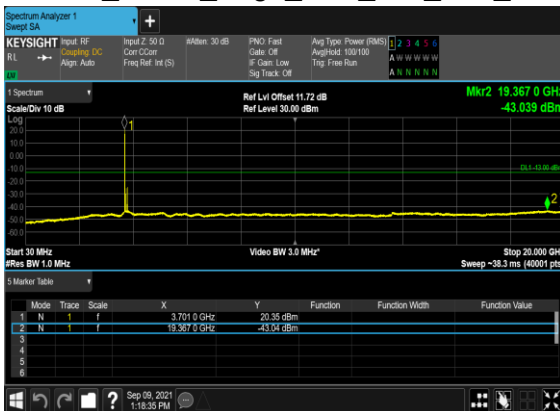 Spectrum Analyzer 1
Swept SA
KEYSIGHT
RL
LV
Input: RF
Coupling: DC
Align: Auto
Input Z: 50 Ω
Corr CCorr
Freq Ref: Int (S)
#Atten: 30 dB
PNO: Fast
Gate: Off
IF Gain: Low
Sig Track: Off
Avg Type: Power (RMS)
Avg|Hold: 100/100
Trig: Free Run
1 2 3 4 5 6
A W W W W W
A N N N N N
1 Spectrum
Scale/Div 10 dB
Ref Lvl Offset 11.72 dB
Ref Level 30.00 dBm
Mkr2 19.367 0 GHz
-43.039 dBm
Log
20.0
10.0
0.00
-10.0
-20.0
-30.0
-40.0
-50.0
-60.0
1
DL1 -13.00 dBm
2
Start 30 MHz
#Res BW 1.0 MHz
Video BW 3.0 MHz*
Stop 20.000 GHz
Sweep ~38.3 ms (40001 pts)
5 Marker Table
Mode Trace Scale X Y Function Function Width Function Value
1 N 1 f 3.701 0 GHz 20.35 dBm
2 N 1 f 19.367 0 GHz -43.04 dBm
3
4
5
6
?
Sep 09, 2021
1:18:35 PM